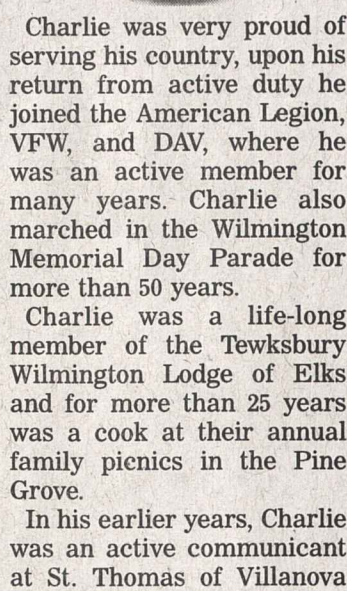 Charlie was very proud of
serving his country, upon his
return from active duty he
joined the American Legion,
VFW, and DAV, where he
was an active member for
many years. Charlie also
marched in the Wilmington
Memorial Day Parade for
more than 50 years.
Charlie was a life-long
member of the Tewksbury
Wilmington Lodge of Elks
and for more than 25 years
was a cook at their annual
family picnics in the Pine
Grove.
In his earlier years, Charlie
was an active communicant
at St. Thomas of Villanova